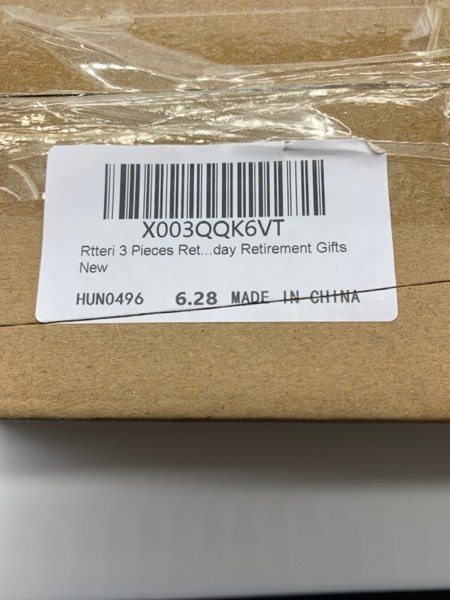 X003QQK6VT
Rtteri 3 Pieces Ret...day Retirement Gifts
New
HUN0496 6.28 MADE IN CHINA